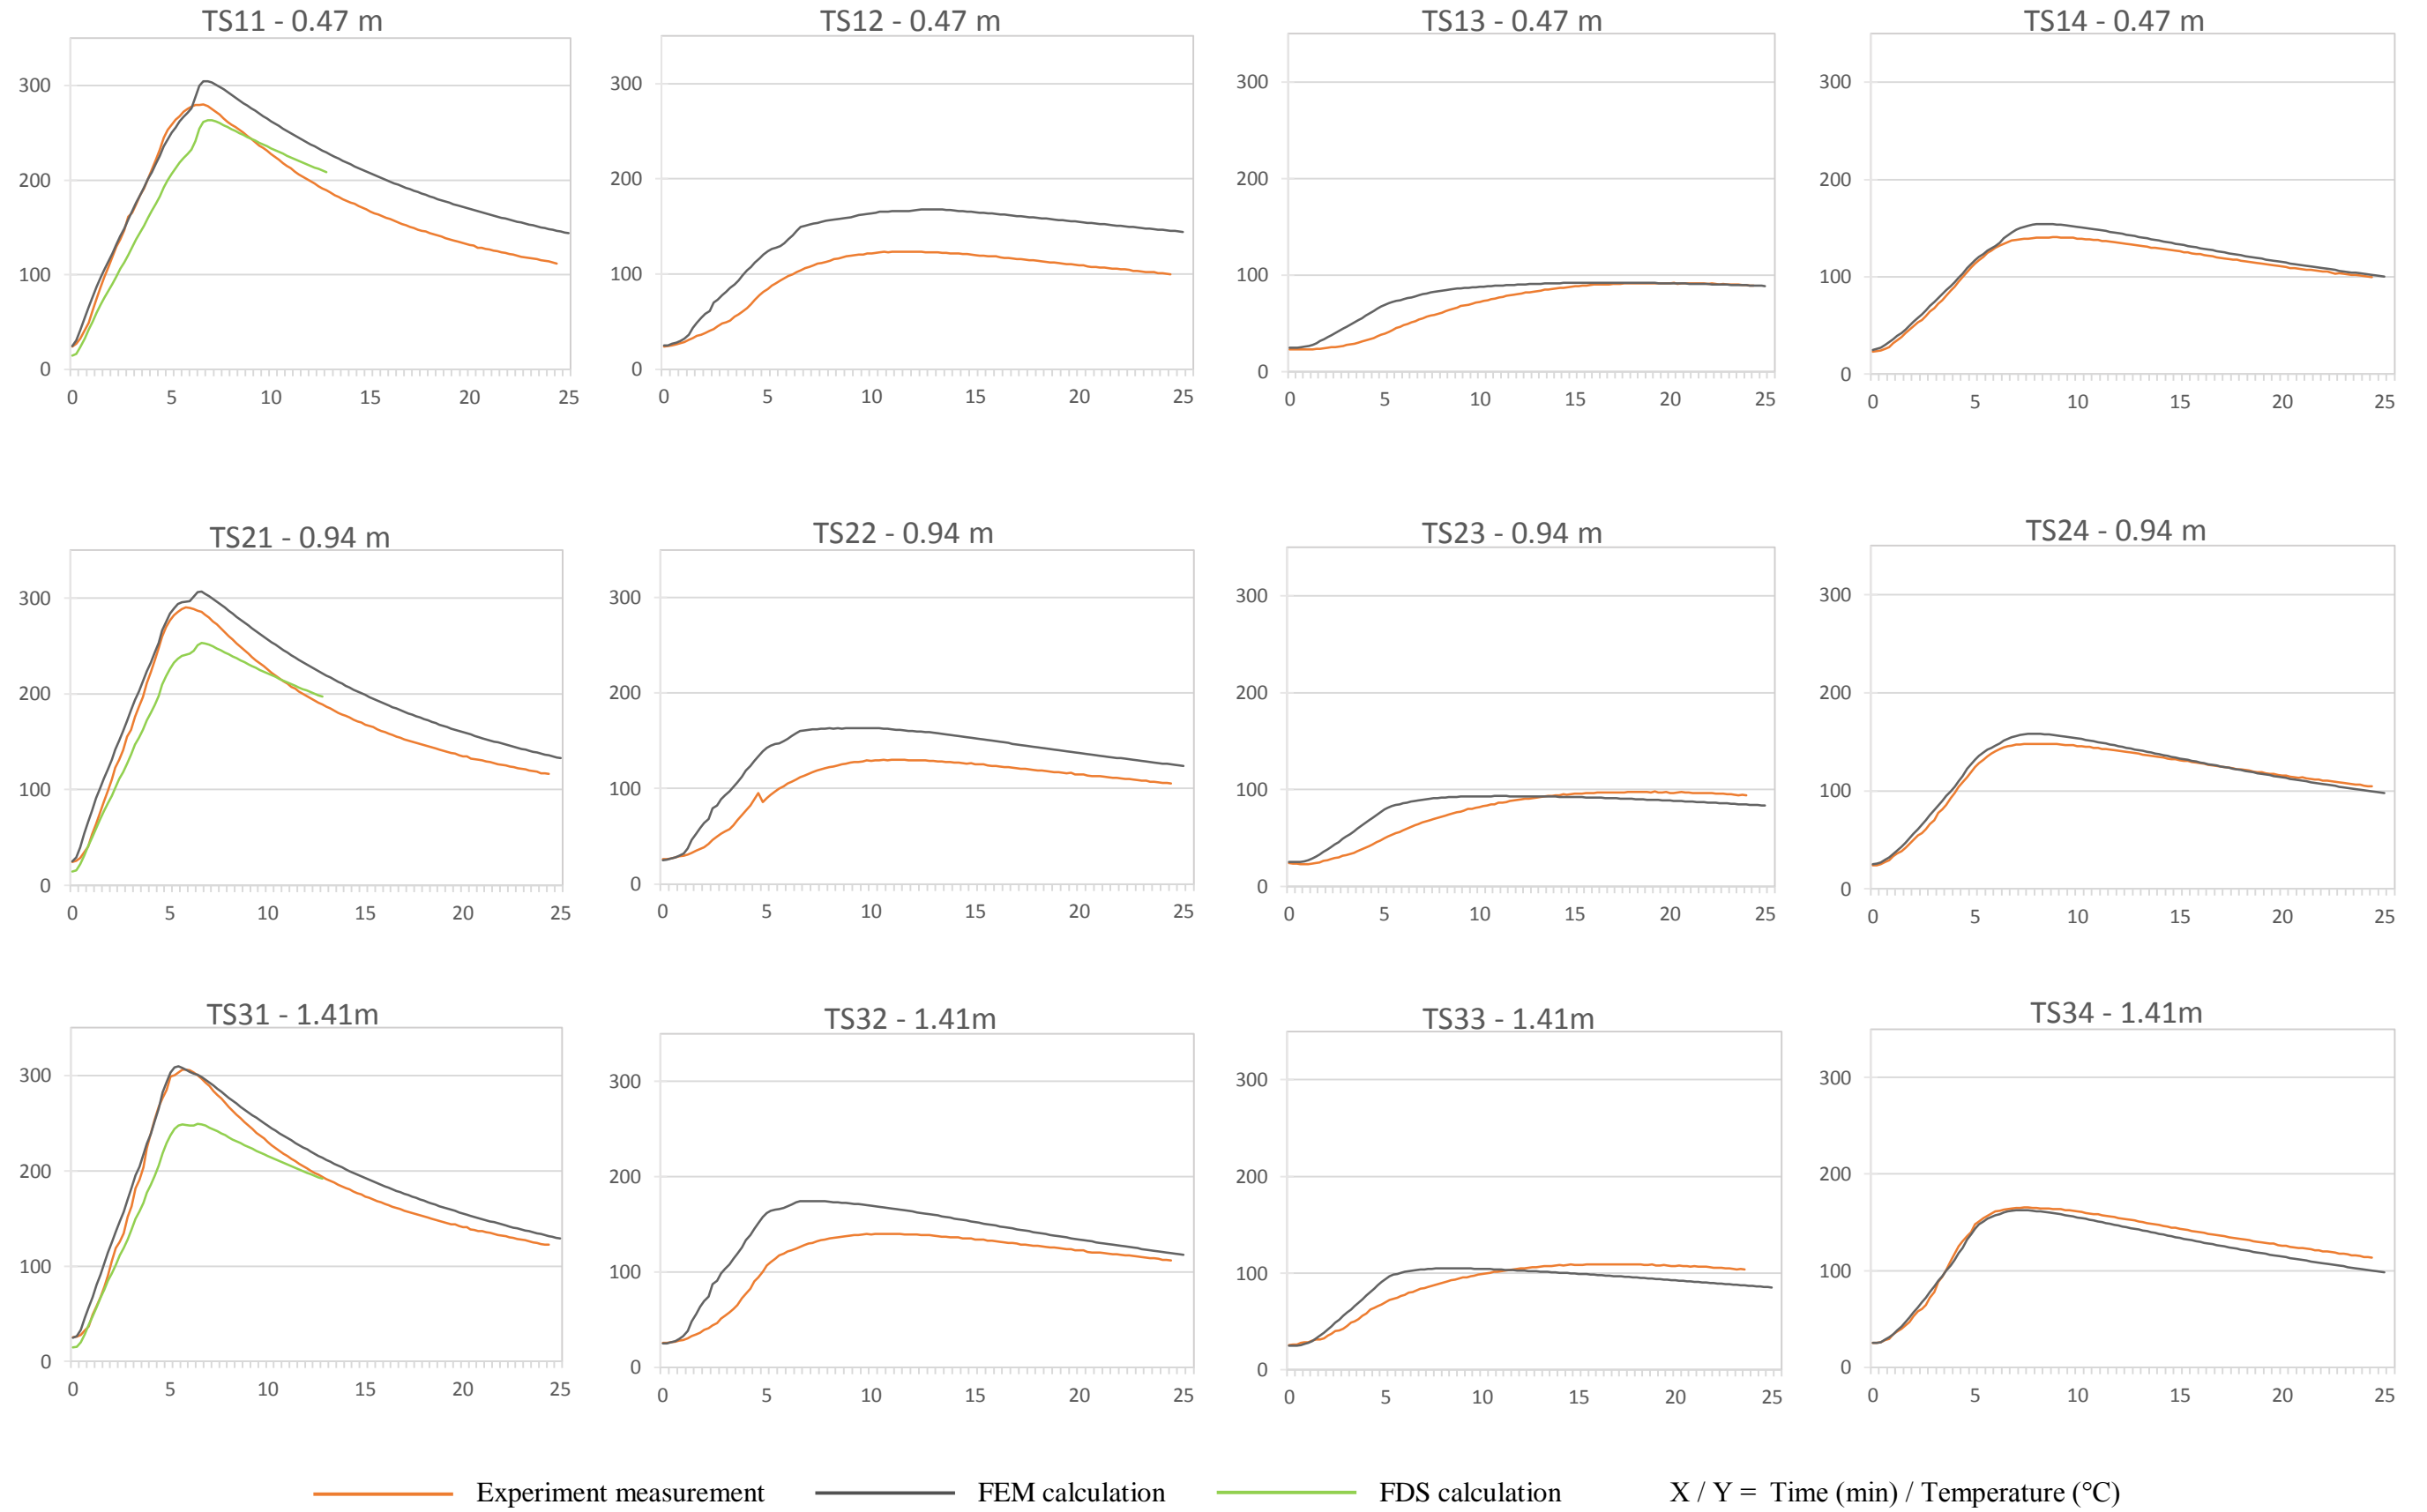 TS11 - 0.47 m
300
200
100
0
0 5 10 15 20 25
TS12 - 0.47 m
300
200
100
0
0 5 10 15 20 25
TS13 - 0.47 m
300
200
100
0
0 5 10 15 20 25
TS14 - 0.47 m
300
200
100
0
0 5 10 15 20 25
TS21 - 0.94 m
300
200
100
0
0 5 10 15 20 25
TS22 - 0.94 m
300
200
100
0
0 5 10 15 20 25
TS23 - 0.94 m
300
200
100
0
0 5 10 15 20 25
TS24 - 0.94 m
300
200
100
0
0 5 10 15 20 25
TS31 - 1.41m
300
200
100
0
0 5 10 15 20 25
TS32 - 1.41m
300
200
100
0
0 5 10 15 20 25
TS33 - 1.41m
300
200
100
0
0 5 10 15 20 25
TS34 - 1.41m
300
200
100
0
0 5 10 15 20 25
Experiment measurement FEM calculation FDS calculation X / Y = Time (min) / Temperature (°C)